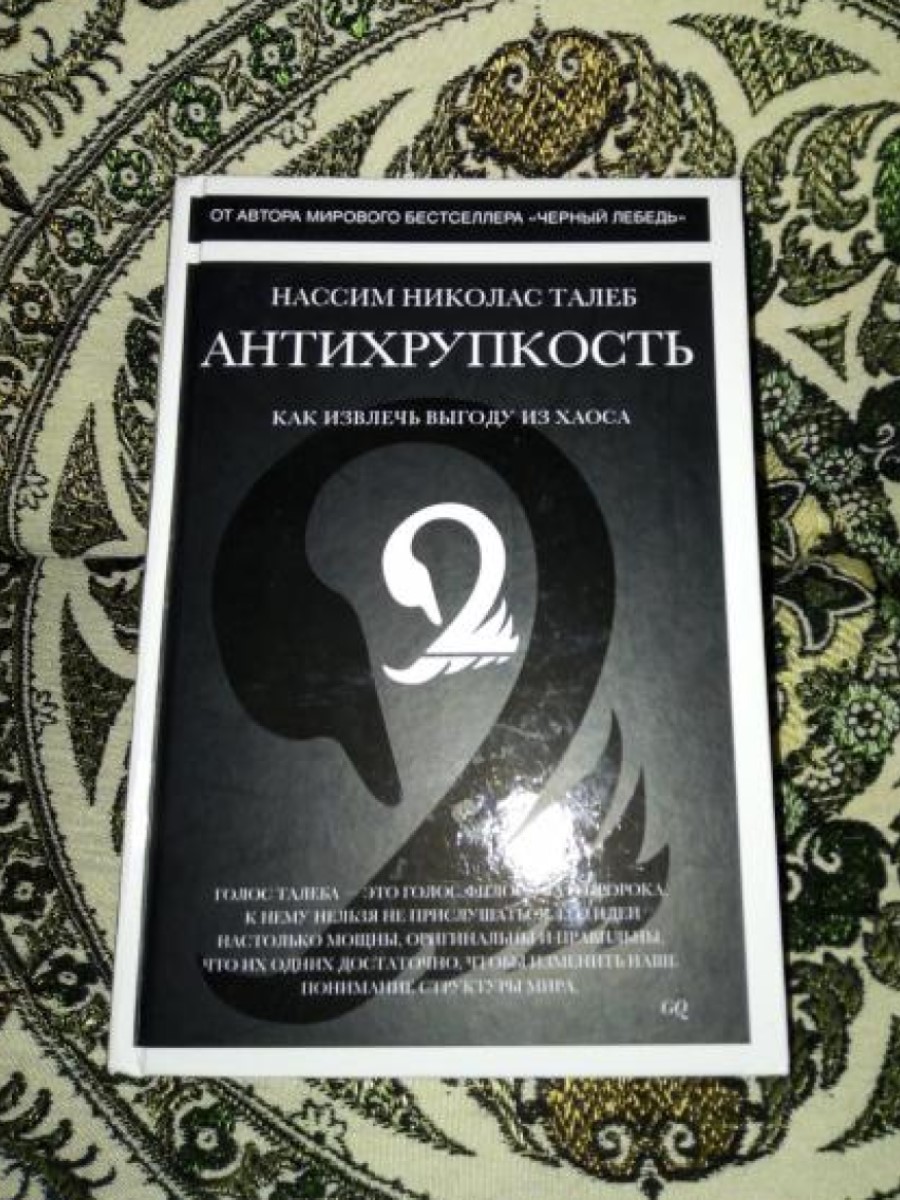 ОТ АВТОРА МИРОВОГО БЕСТСЕЛЛЕРА «ЧЕРНЫЙ ЛЕБЕДЬ»
НАССИМ НИКОЛАС ТАЛЕБ
АНТИХРУПКОСТЬ
КАК ИЗВЛЕЧЬ ВЫГОДУ ИЗ ХАОСА
ГОЛОС ТАЛЕБА — ЭТО ГОЛОС ПРОРОКА,
К НЕМУ НЕЛЬЗЯ НЕ ПРИСЛУШАТЬСЯ. ЕГО ИДЕИ
НАСТОЛЬКО МОЩНЫ, ОРИГИНАЛЬНЫ И ПРАВИЛЬНЫ,
ЧТО ИХ ОДНИХ ДОСТАТОЧНО, ЧТОБЫ ИЗМЕНИТЬ НАШЕ
ПОНИМАНИЕ СТРУКТУРЫ МИРА.
GQ